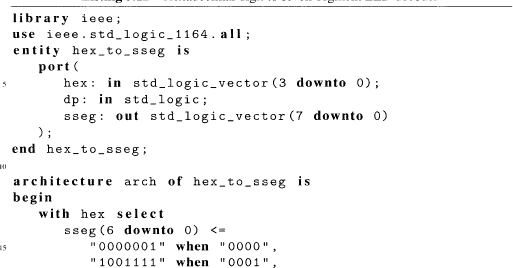 library ieee;
use ieee.std_logic_1164.all;
entity hex_to_sseg is
port(
5 hex: in std_logic_vector(3 downto 0);
dp: in std_logic;
sseg: out std_logic_vector(7 downto 0)
);
end hex_to_sseg;
10
architecture arch of hex_to_sseg is
begin
with hex select
sseg(6 downto 0) <=
15 "0000001" when "0000",
"1001111" when "0001",